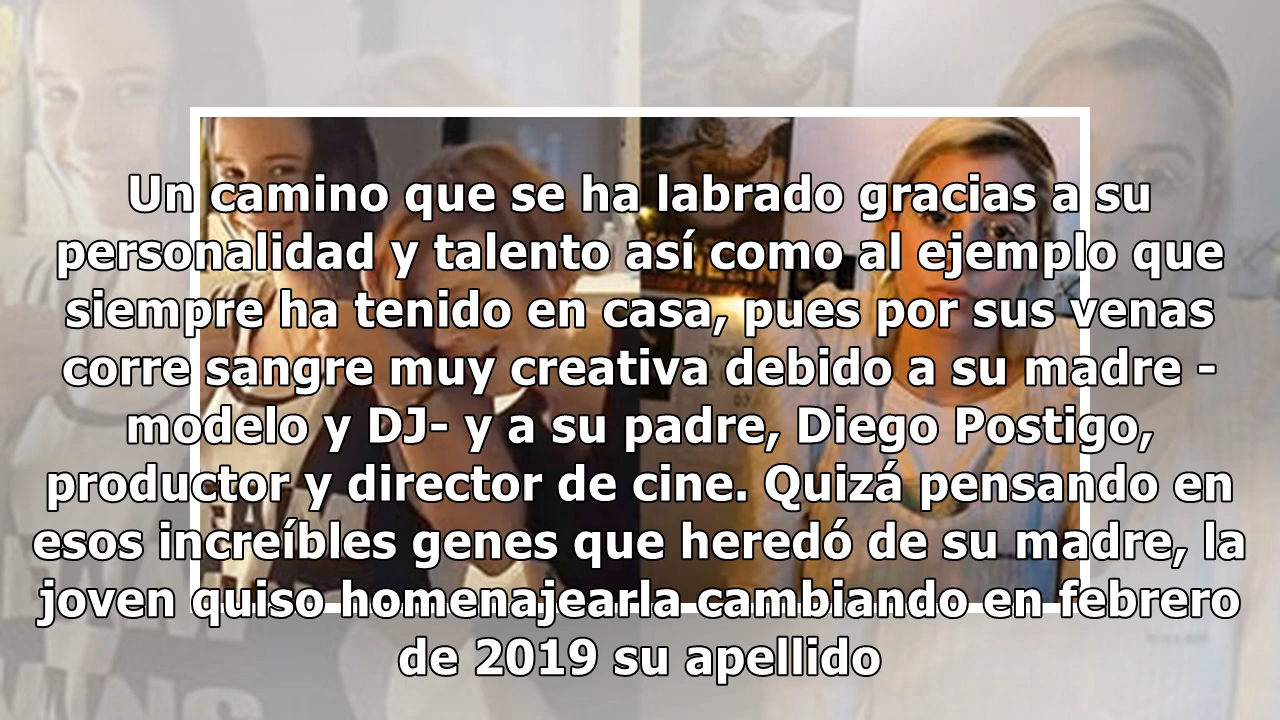 Un camino que se ha labrado gracias a su
personalidad y talento así como al ejemplo que
siempre ha tenido en casa, pues por sus venas
corre sangre muy creativa debido a su madre -
modelo y DJ- y a su padre, Diego Postigo,
productor y director de cine. Quizá pensando en
esos increíbles genes que heredó de su madre, la
joven quiso homenajearla cambiando en febrero
de 2019 su apellido